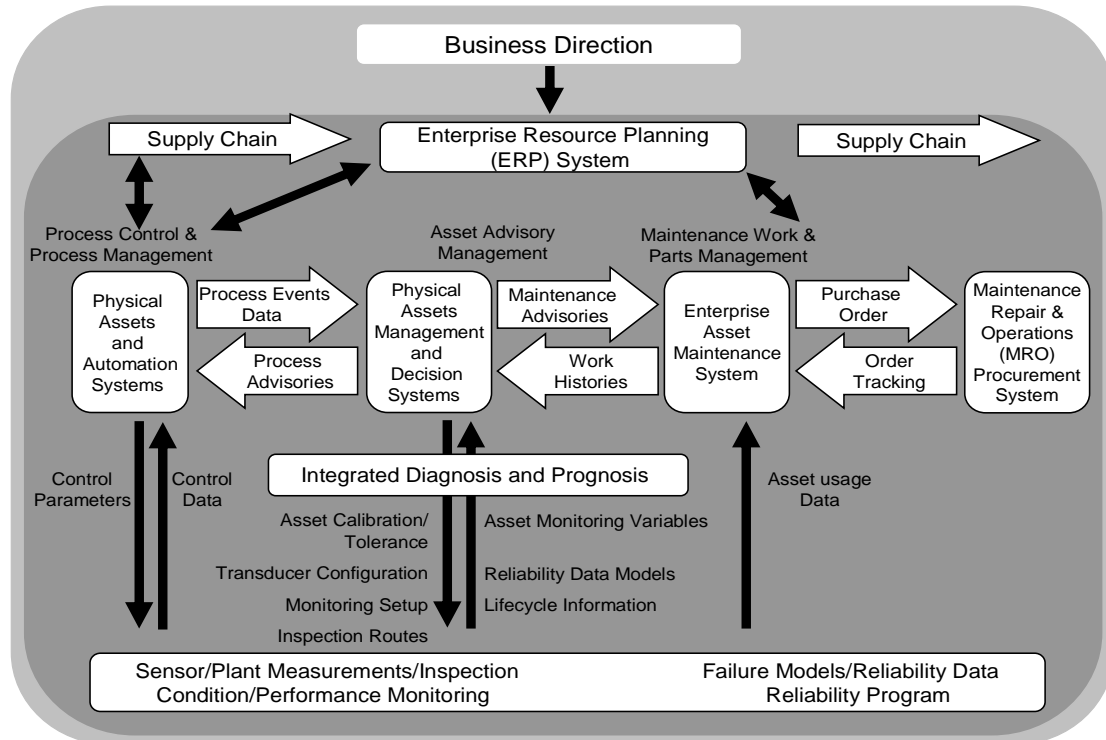 Business Direction
Supply Chain
Enterprise Resource Planning
(ERP) System
Supply Chain
Process Control &
Process Management
Asset Advisory
Management
Maintenance Work &
Parts Management
Physical
Assets
and
Automation
Systems
Process Events
Data
Process
Advisories
Physical
Assets
Management
and
Decision
Systems
Maintenance
Advisories
Work
Histories
Enterprise
Asset
Maintenance
System
Purchase
Order
Order
Tracking
Maintenance
Repair &
Operations
(MRO)
Procurement
System
Control
Parameters
Control
Data
Integrated Diagnosis and Prognosis
Asset usage
Data
Asset Calibration/
Tolerance
Transducer Configuration
Monitoring Setup
Inspection Routes
Asset Monitoring Variables
Reliability Data Models
Lifecycle Information
Sensor/Plant Measurements/Inspection
Condition/Performance Monitoring
Failure Models/Reliability Data
Reliability Program